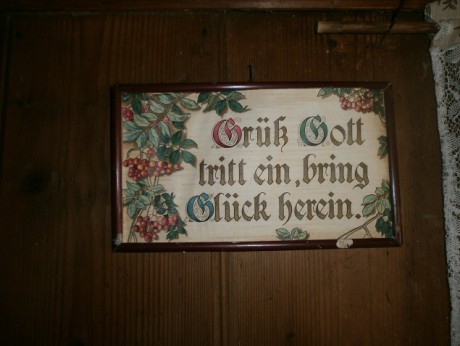 Grüß Gott
tritt ein, bring
Glück herein.